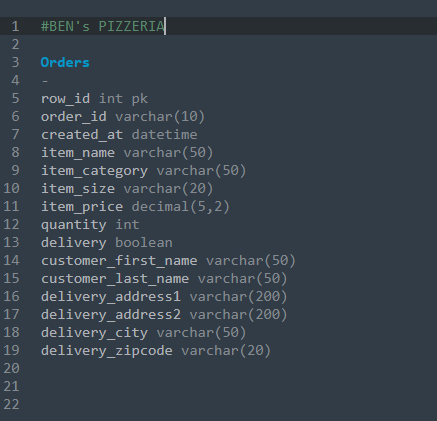 1 #BEN's PIZZERIA
2
3 Orders
4 -
5 row_id int pk
6 order_id varchar(10)
7 created_at datetime
8 item_name varchar(50)
9 item_category varchar(50)
10 item_size varchar(20)
11 item_price decimal(5,2)
12 quantity int
13 delivery boolean
14 customer_first_name varchar(50)
15 customer_last_name varchar(50)
16 delivery_address1 varchar(200)
17 delivery_address2 varchar(200)
18 delivery_city varchar(50)
19 delivery_zipcode varchar(20)
20
21
22